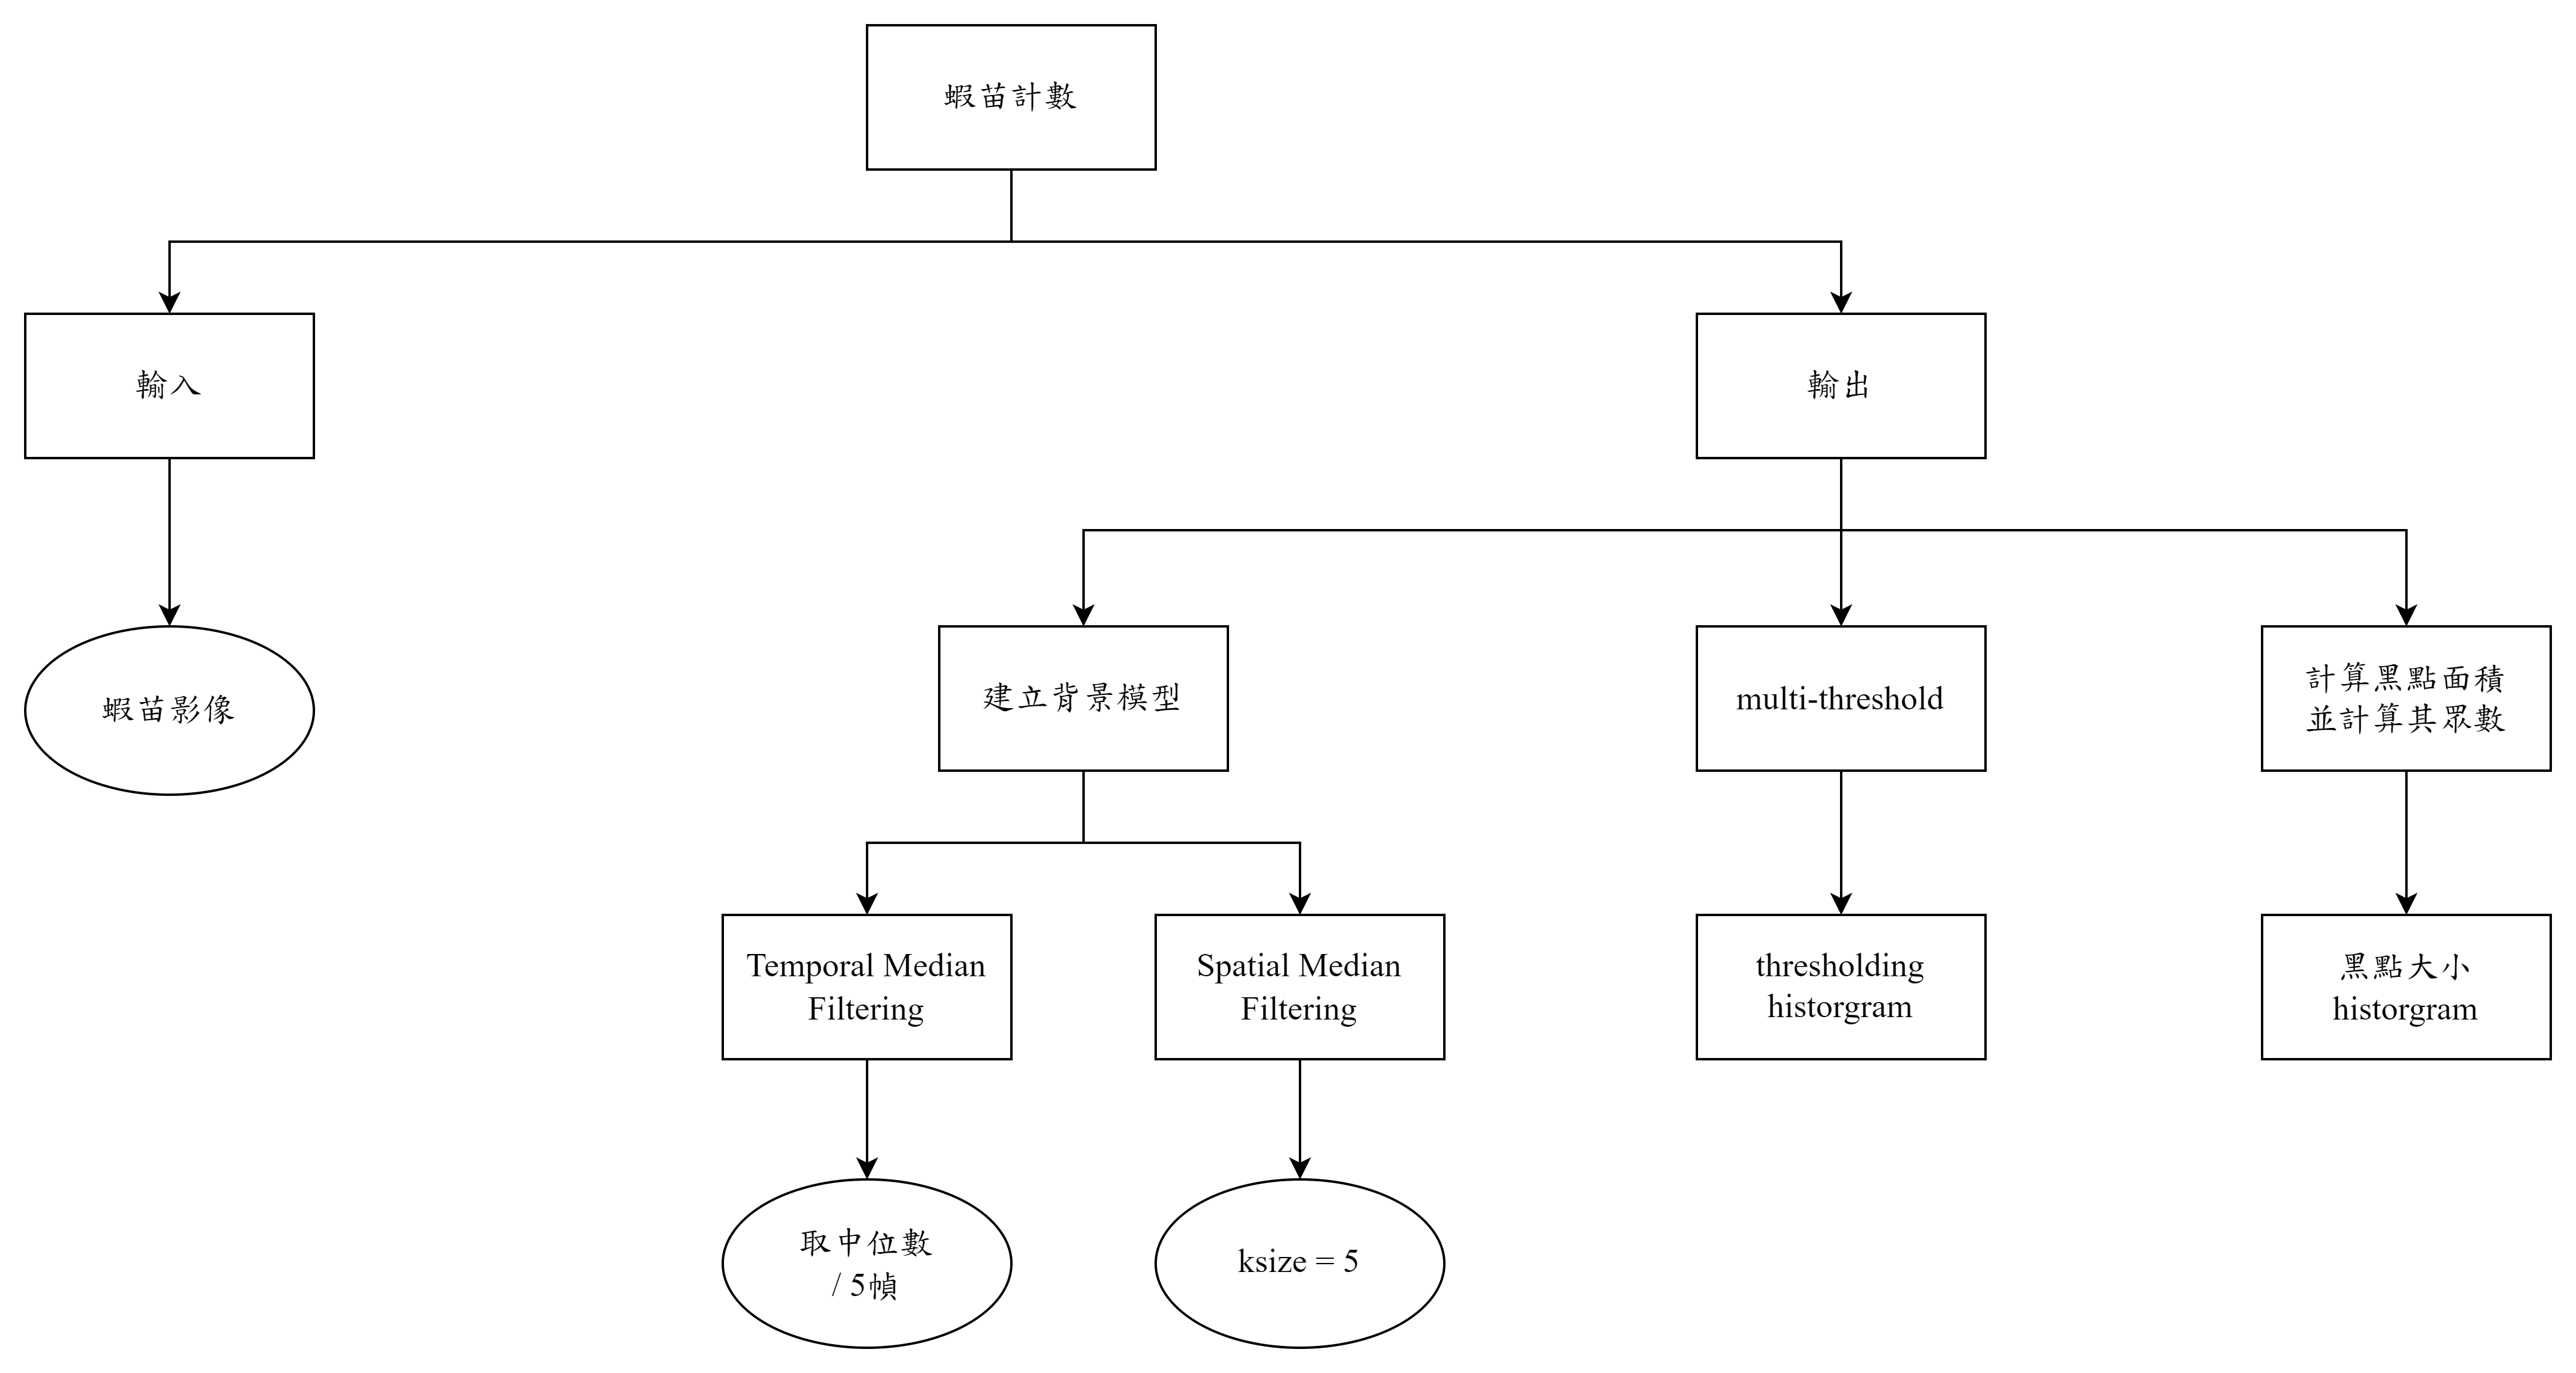 蝦苗計數
輸入
輸出
蝦苗影像
建立背景模型
multi-threshold
計算黑點面積
並計算其眾數
Temporal Median
Filtering
Spatial Median
Filtering
thresholding
historgram
黑點大小
historgram
取中位數
/ 5幀
ksize = 5